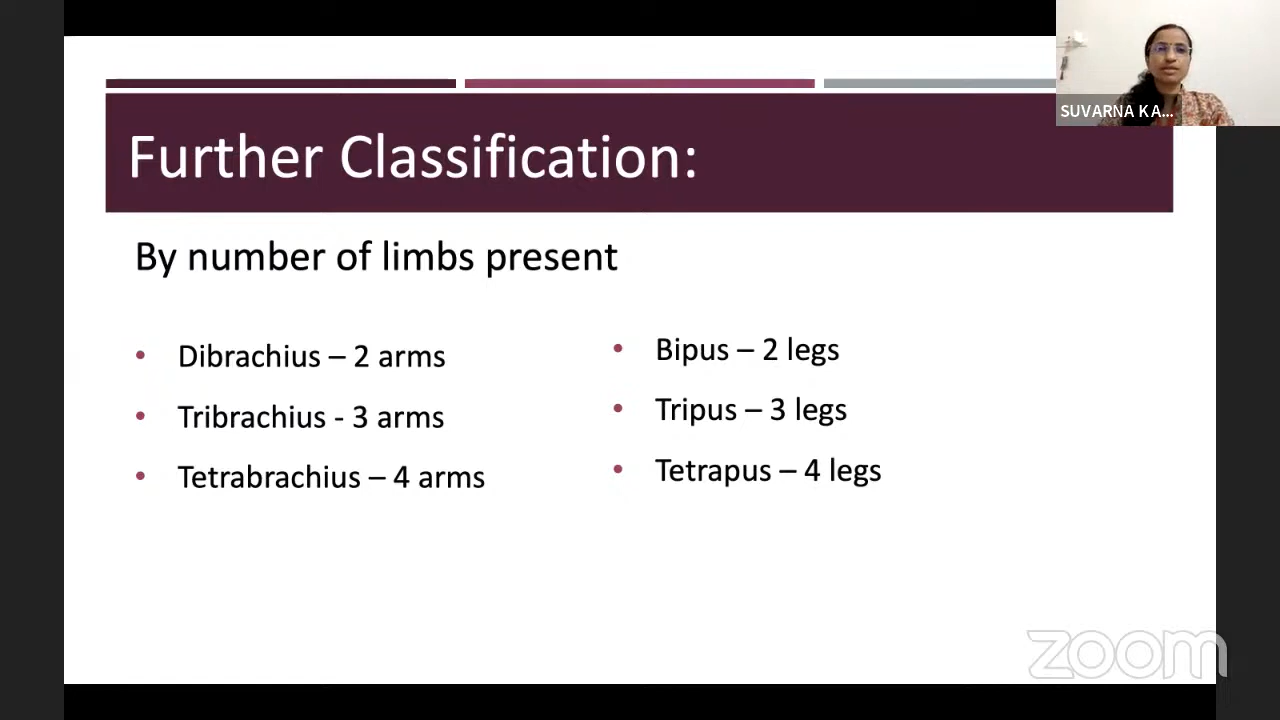 SUVARNA K A...
Further Classification:
By number of limbs present
• Dibrachius – 2 arms
• Tribrachius - 3 arms
• Tetrabrachius – 4 arms
• Bipus – 2 legs
• Tripus – 3 legs
• Tetrapus – 4 legs
zoom